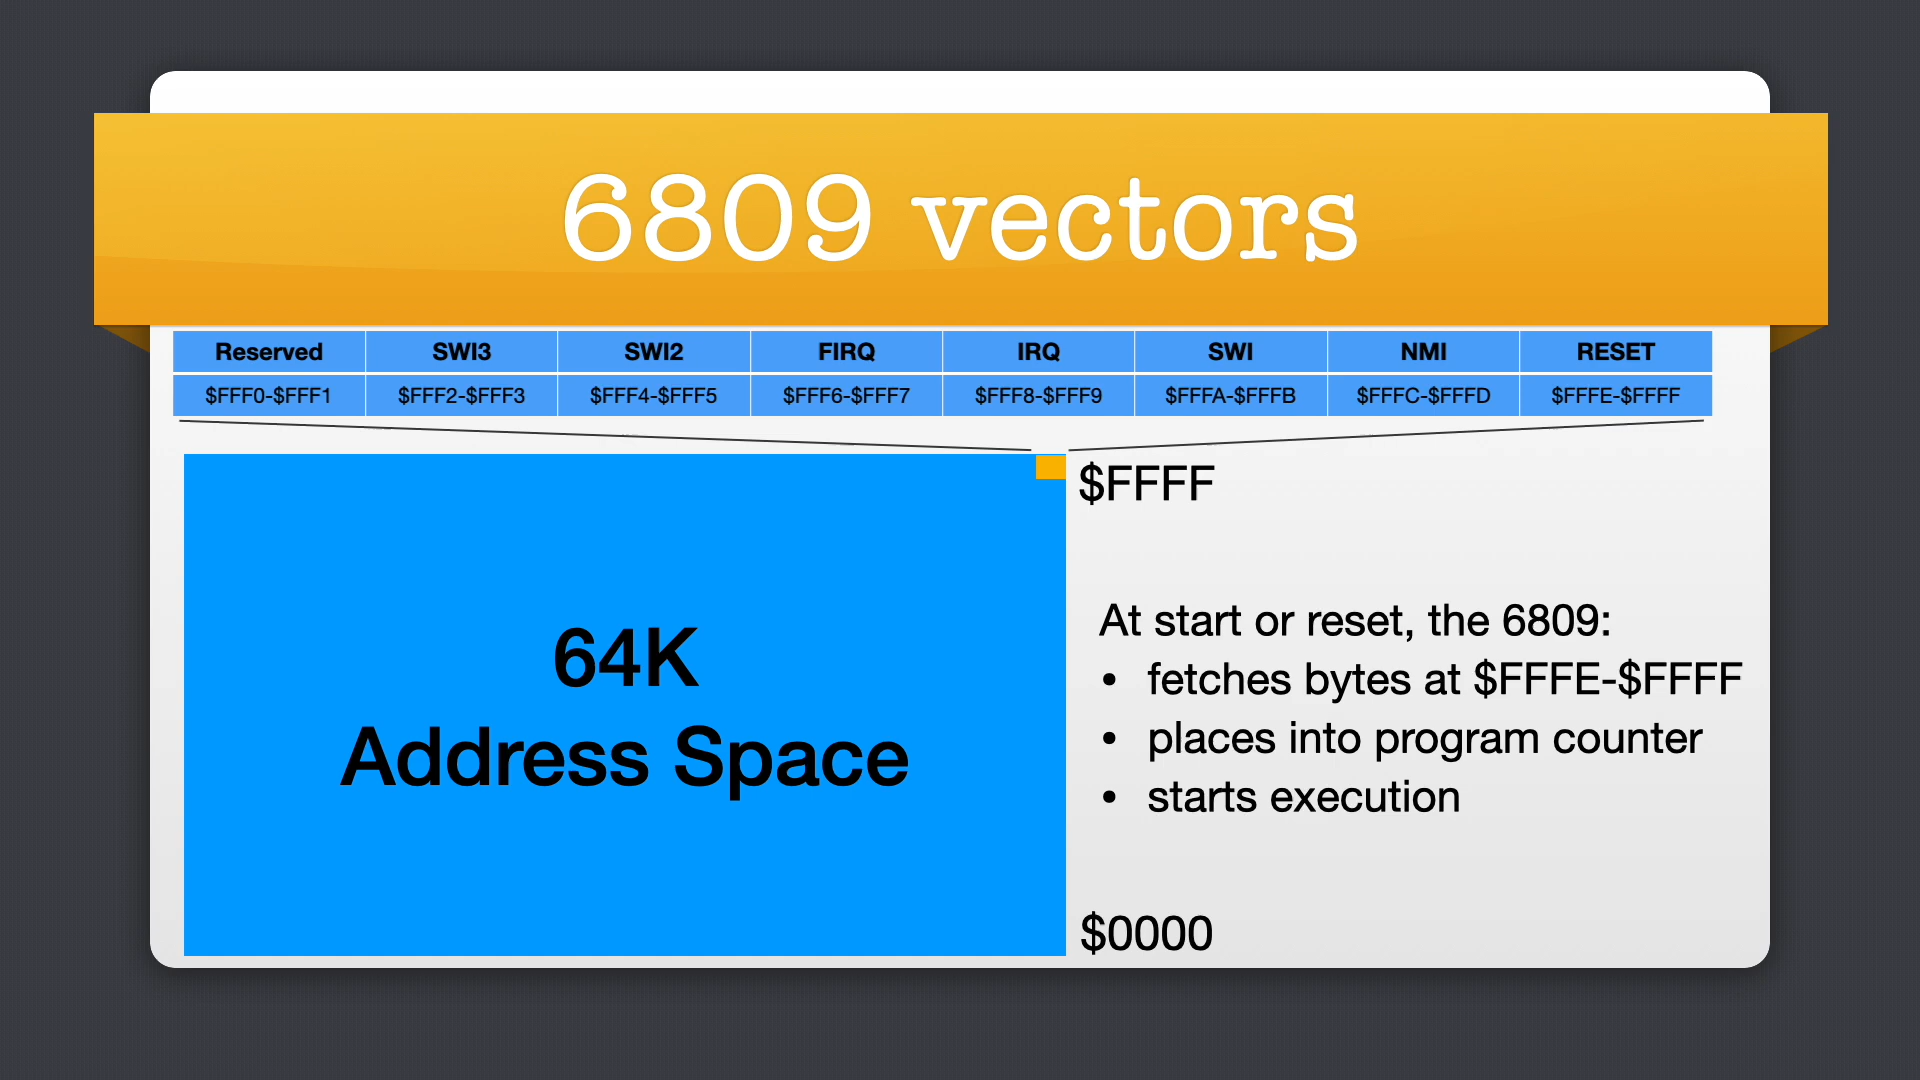 6809 vectors
Reserved SWI3 SWI2 FIRQ IRQ SWI NMI RESET
$FFF0-$FFF1 $FFF2-$FFF3 $FFF4-$FFF5 $FFF6-$FFF7 $FFF8-$FFF9 $FFFA-$FFFB $FFFC-$FFFD $FFFE-$FFFF
$FFFF
64K
Address Space
At start or reset, the 6809:
• fetches bytes at $FFFE-$FFFF
• places into program counter
• starts execution
$0000